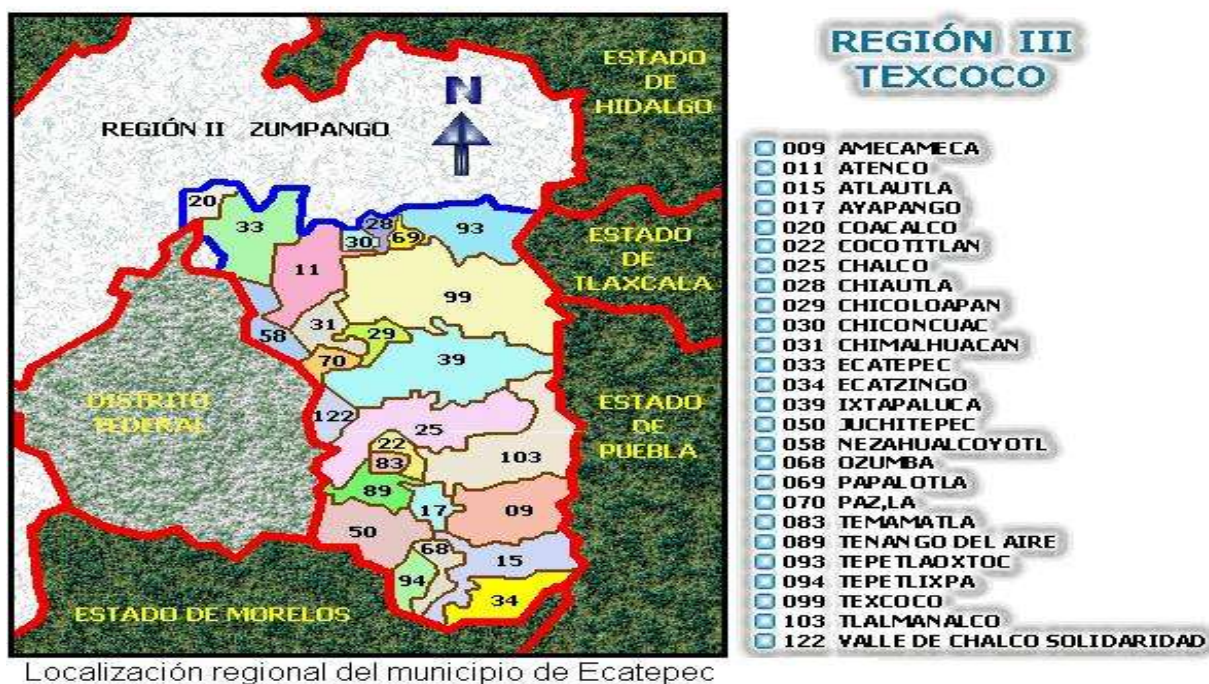 ESTADO
DE
HIDALGO
N
REGIÓN II ZUMPANGO
20
33
28
30
69
93
11
ESTADO
DE
TLAXCALA
99
58
31
29
70
39
DISTRITO
FEDERAL
122
25
ESTADO
DE
PUEBLA
22
83
103
89
17
09
50
68
15
94
34
ESTADO DE MORELOS
Localización regional del municipio de Ecatepec
REGIÓN III
TEXCOCO
009 AMECAMECA
011 ATENCO
015 ATLAUTLA
017 AYAPANGO
020 COACALCO
022 COCOTITLAN
025 CHALCO
028 CHIAUTLA
029 CHICOLOAPAN
030 CHICONCUAC
031 CHIMALHUACAN
033 ECATEPEC
034 ECATZINGO
039 IXTAPALUCA
050 JUCHITEPEC
058 NEZAHUALCOYOTL
068 OZUMBA
069 PAPALOTLA
070 PAZ,LA
083 TEMAMATLA
089 TENANGO DEL AIRE
093 TEPETLAOXTOC
094 TEPETLIXPA
099 TEXCOCO
103 TLALMANALCO
122 VALLE DE CHALCO SOLIDARIDAD